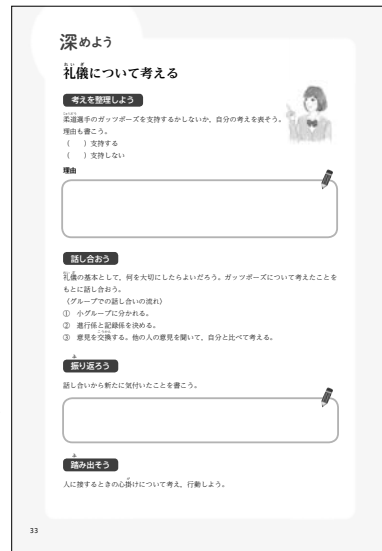 深めよう
礼儀について考える
考えを整理しよう
柔道選手のガッツポーズを支持するかしないか、自分の考えを表そう。
理由も書こう。
（　　）支持する
（　　）支持しない
理由
話し合おう
礼儀の基本として、何を大切にしたらよいだろう。ガッツポーズについて考えたことを
もとに話し合おう。
〈グループでの話し合いの流れ〉
①　小グループに分かれる。
②　進行係と記録係を決める。
③　意見を交換する。他の人の意見を聞いて、自分と比べて考える。
振り返ろう
話し合いから新たに気付いたことを書こう。
踏み出そう
人に接するときの心掛けについて考え、行動しよう。
33